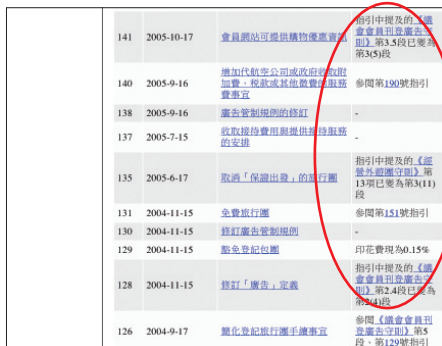 指引中提及的《議
141 2005-10-17 會員網站可提供購物優惠資訊 會會員刊登廣告守
則》第3.5段已變為
第3(5)段
增加代航空公司或政府收取附
140 2005-9-16 加費、稅款或其他徵費的服務 參閱第190號指引
費事宜
138 2005-9-16 廣告管制規例的修訂 -
137 2005-7-15 收取接待費用與提供接待服務 -
的安排
指引中提及的《經
135 2005-6-17 取消「保證出發」的旅行團 營外遊團守則》第
13項已變為第3(11)
段
131 2004-11-15 免費旅行團 參閱第151號指引
130 2004-11-15 修訂廣告管制規例 -
129 2004-11-15 豁免登記包團 印花費現為0.15%
指引中提及的《議
128 2004-11-15 修訂「廣告」定義 會會員刊登廣告守
則》第2.4段已變為
第2(4)段
參閱《議會會員刊
126 2004-9-17 簡化登記旅行團手續事宜 登廣告守則》第5
段、第129號指引